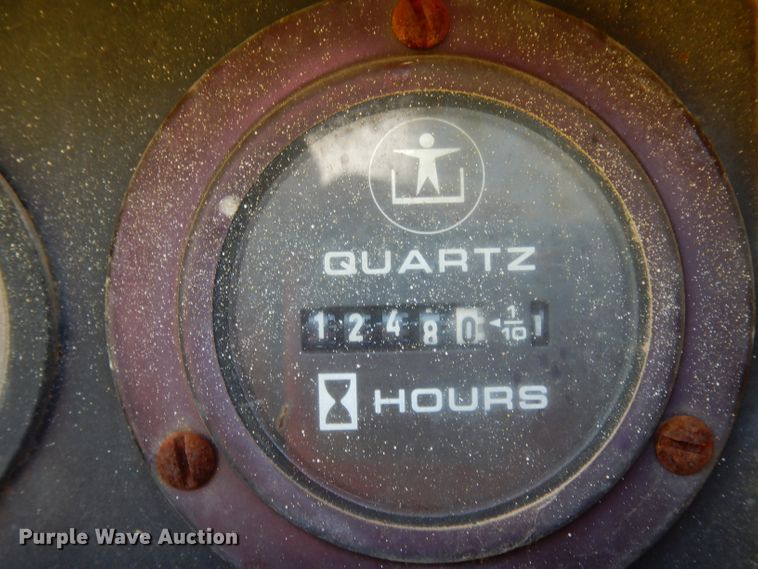 QUARTZ
12480 1/10 1
HOURS
Purple Wave Auction